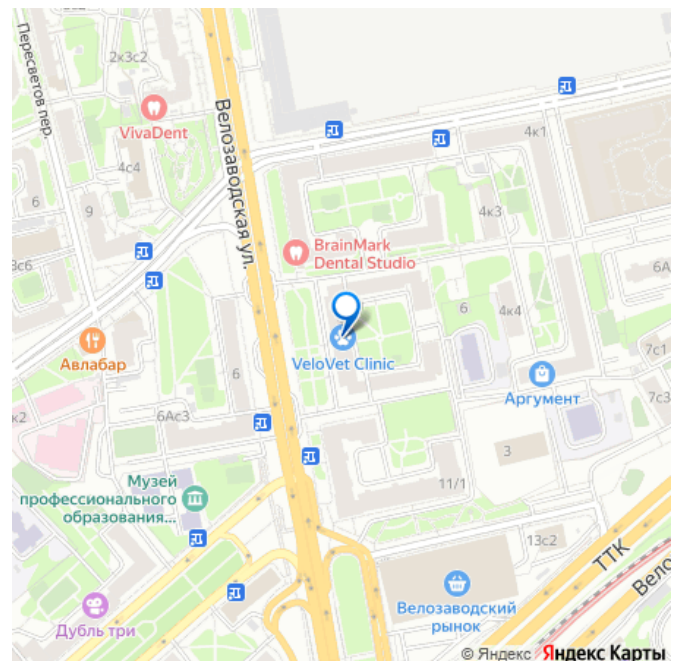 Пересветов пер.
2к3с2
VivaDent
4с4
6
9
3с6
Велозаводская ул.
4к1
4к3
BrainMark
Dental Studio
6А
6
4к4
VeloVet Clinic
Авлабар
6
Аргумент
7с1
7с3
к2
6Ас3
3
Музей
профессионального
образования...
11/1
13с2
ТТК
Вело
Велозаводский
рынок
Дубль три
© Яндекс Яндекс Карты